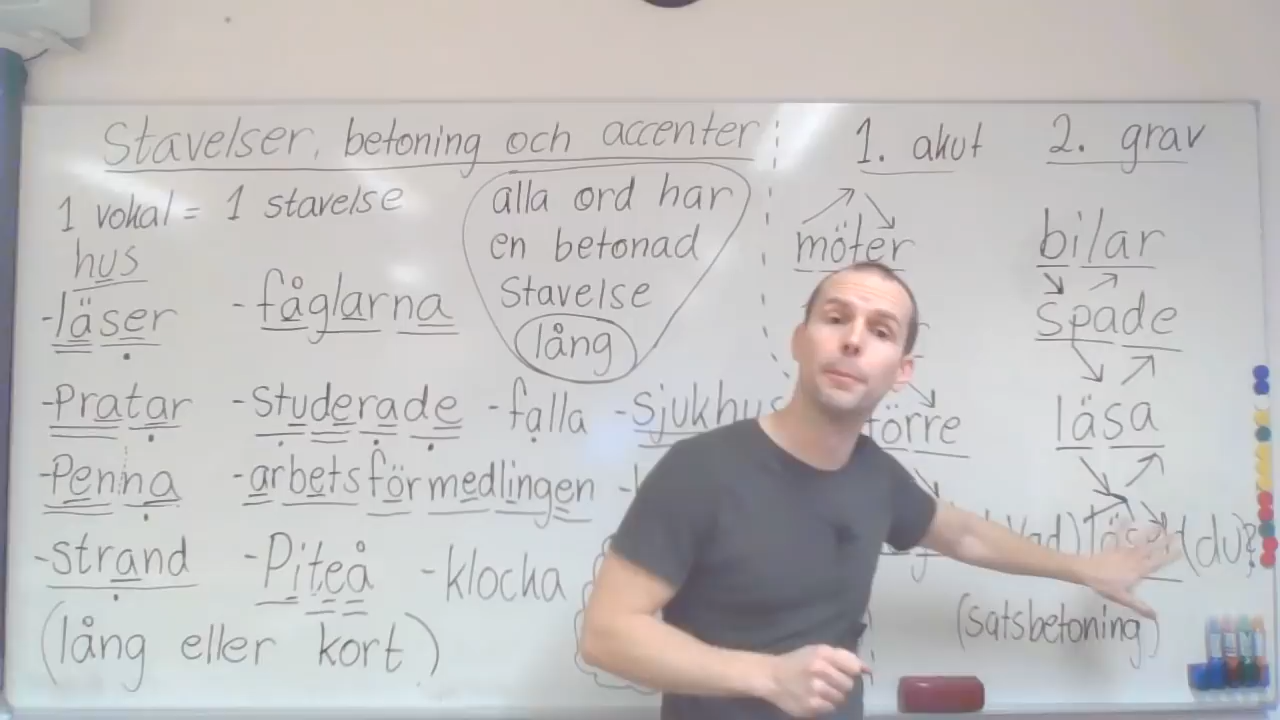 Stavelser, betoning och accenter
1 vokal = 1 stavelse
hus
-läser
-fåglarna
alla ord har
en betonad
stavelse
lång
-Pratar
-studerade
-falla
-sjukhus
-Penna
-arbetsförmedlingen
-strand
-Piteå
-klocka
(lång eller kort)
1. akut
möter
2. grav
bilar
spade
läsa
läser (du)?
(satsbetoning)